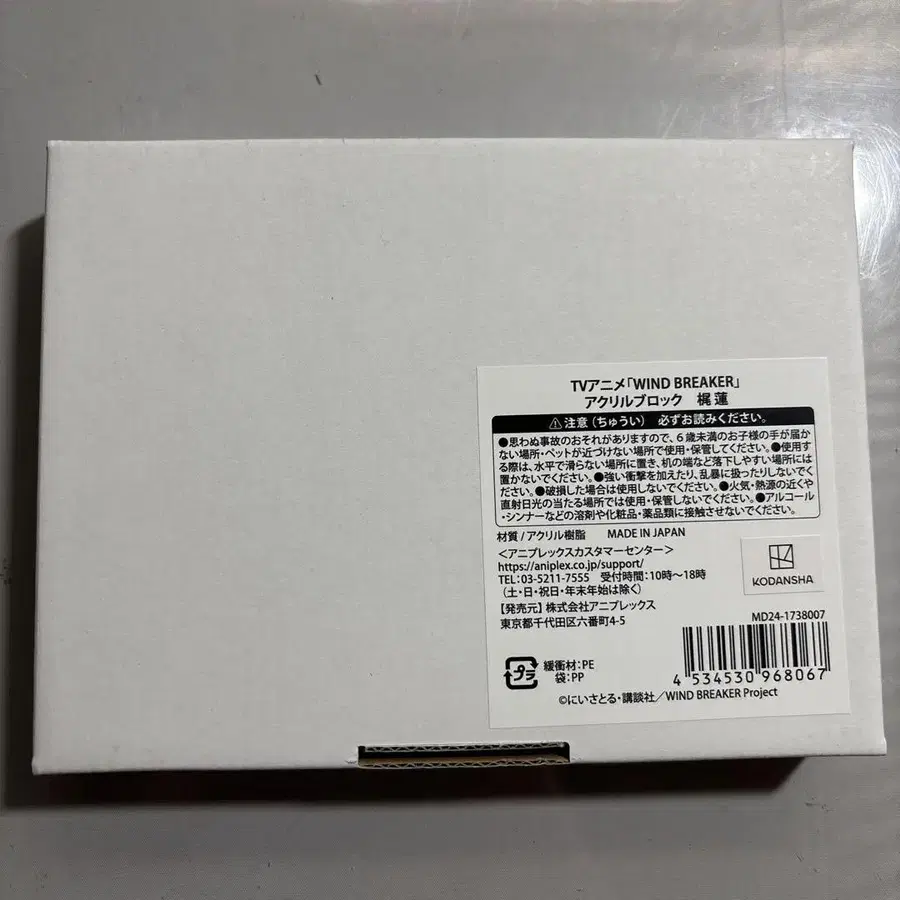 TVアニメ「WIND BREAKER」
アクリルブロック 梶 蓮
⚠注意(ちゅうい) 必ずお読みください。
●思わぬ事故のおそれがありますので、6歳未満のお子様の手が届か
ない場所・ペットが近づけない場所で使用・保管してください。●使用す
る際は、水平で滑らない場所に置き、机の端など落下しやすい場所には
置かないでください。●強い衝撃を加えたり、乱暴に扱ったりしないでく
ださい。●破損した場合は使用しないでください。●火気・熱源の近くや
直射日光の当たる場所では使用・保管しないでください。●アルコール
・シンナーなどの溶剤や化粧品・薬品類に接触させないでください。
材質/アクリル樹脂 MADE IN JAPAN
<アニプレックスカスタマーセンター>
https://aniplex.co.jp/support/
TEL:03-5211-7555 受付時間:10時~18時
(土・日・祝日・年末年始は除く)
【発売元】株式会社アニプレックス
東京都千代田区六番町4-5
KODANSHA
MD24-1738007
4 534530 968067
プラ
緩衝材:PE
袋:PP
©にいさとる・講談社/WIND BREAKER Project